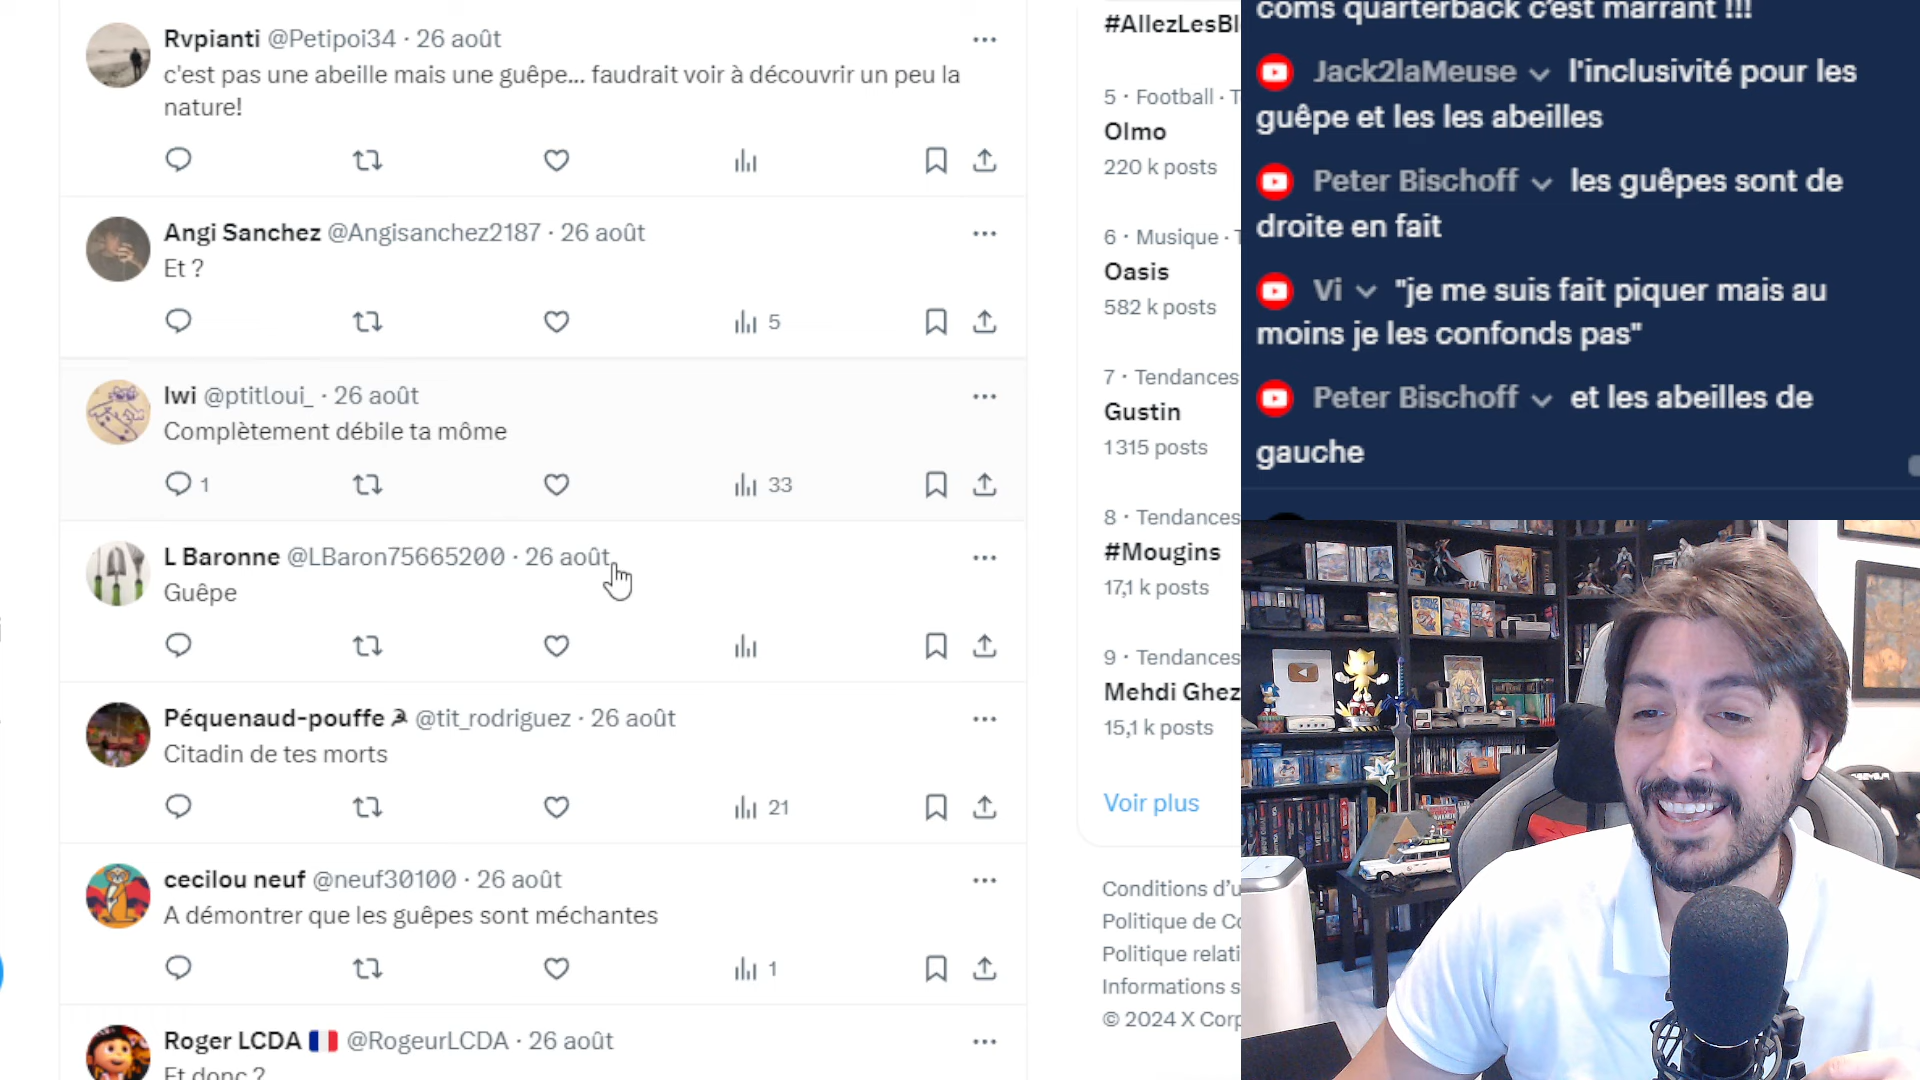 Rvpianti @Petipoi34 · 26 août
c'est pas une abeille mais une guêpe... faudrait voir à découvrir un peu la
nature!
Angi Sanchez @Angisanchez2187 · 26 août
Et ?
5
lwi @ptitloui_ · 26 août
Complètement débile ta môme
1
33
L Baronne @LBaron75665200 · 26 août
Guêpe
Péquenaud-pouffe ☭ @tit_rodriguez · 26 août
Citadin de tes morts
21
cecilou neuf @neuf30100 · 26 août
A démontrer que les guêpes sont méchantes
1
Roger LCDA 🇫🇷 @RogeurLCDA · 26 août
Et donc ?
#AllezLesBl
5 · Football · T
Olmo
220 k posts
6 · Musique · T
Oasis
582 k posts
7 · Tendances
Gustin
1 315 posts
8 · Tendances
#Mougins
17,1 k posts
9 · Tendances
Mehdi Ghez
15,1 k posts
Voir plus
Conditions d'u
Politique de Co
Politique relati
Informations s
© 2024 X Corp
coms quarterback c'est marrant !!!
Jack2laMeuse l'inclusivité pour les
guêpe et les les abeilles
Peter Bischoff les guêpes sont de
droite en fait
Vi "je me suis fait piquer mais au
moins je les confonds pas"
Peter Bischoff et les abeilles de
gauche